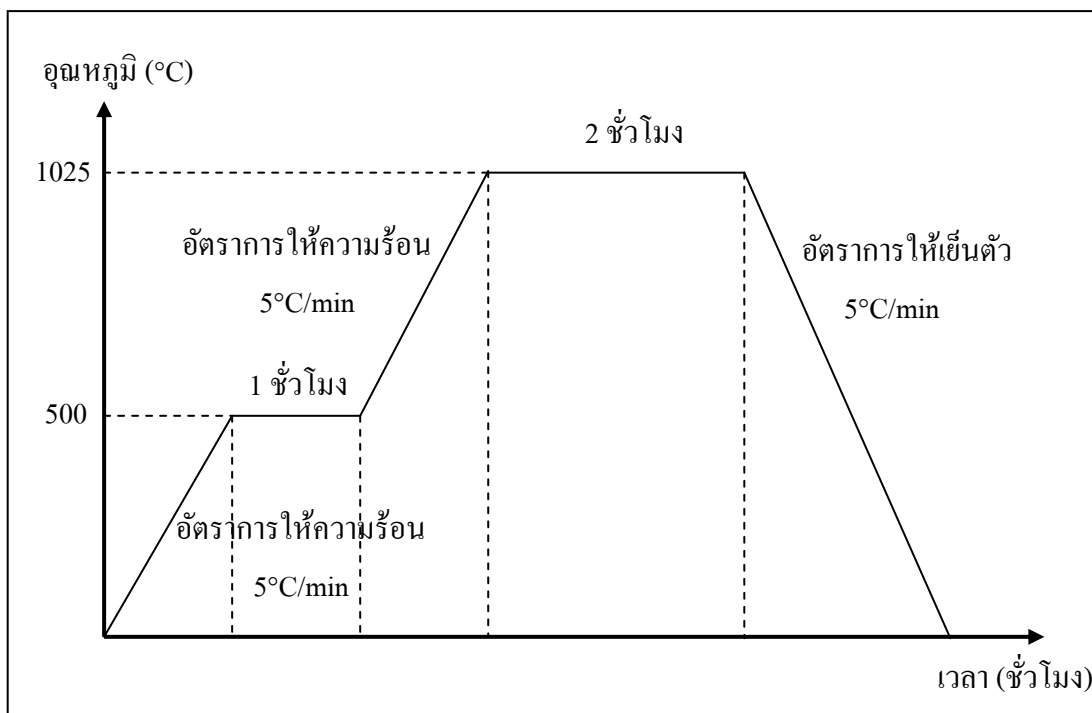 อุณหภูมิ (°C)
2 ชั่วโมง
1025
อัตราการให้ความร้อน
5°C/min
อัตราการให้เย็นตัว
5°C/min
1 ชั่วโมง
500
อัตราการให้ความร้อน
5°C/min
เวลา (ชั่วโมง)